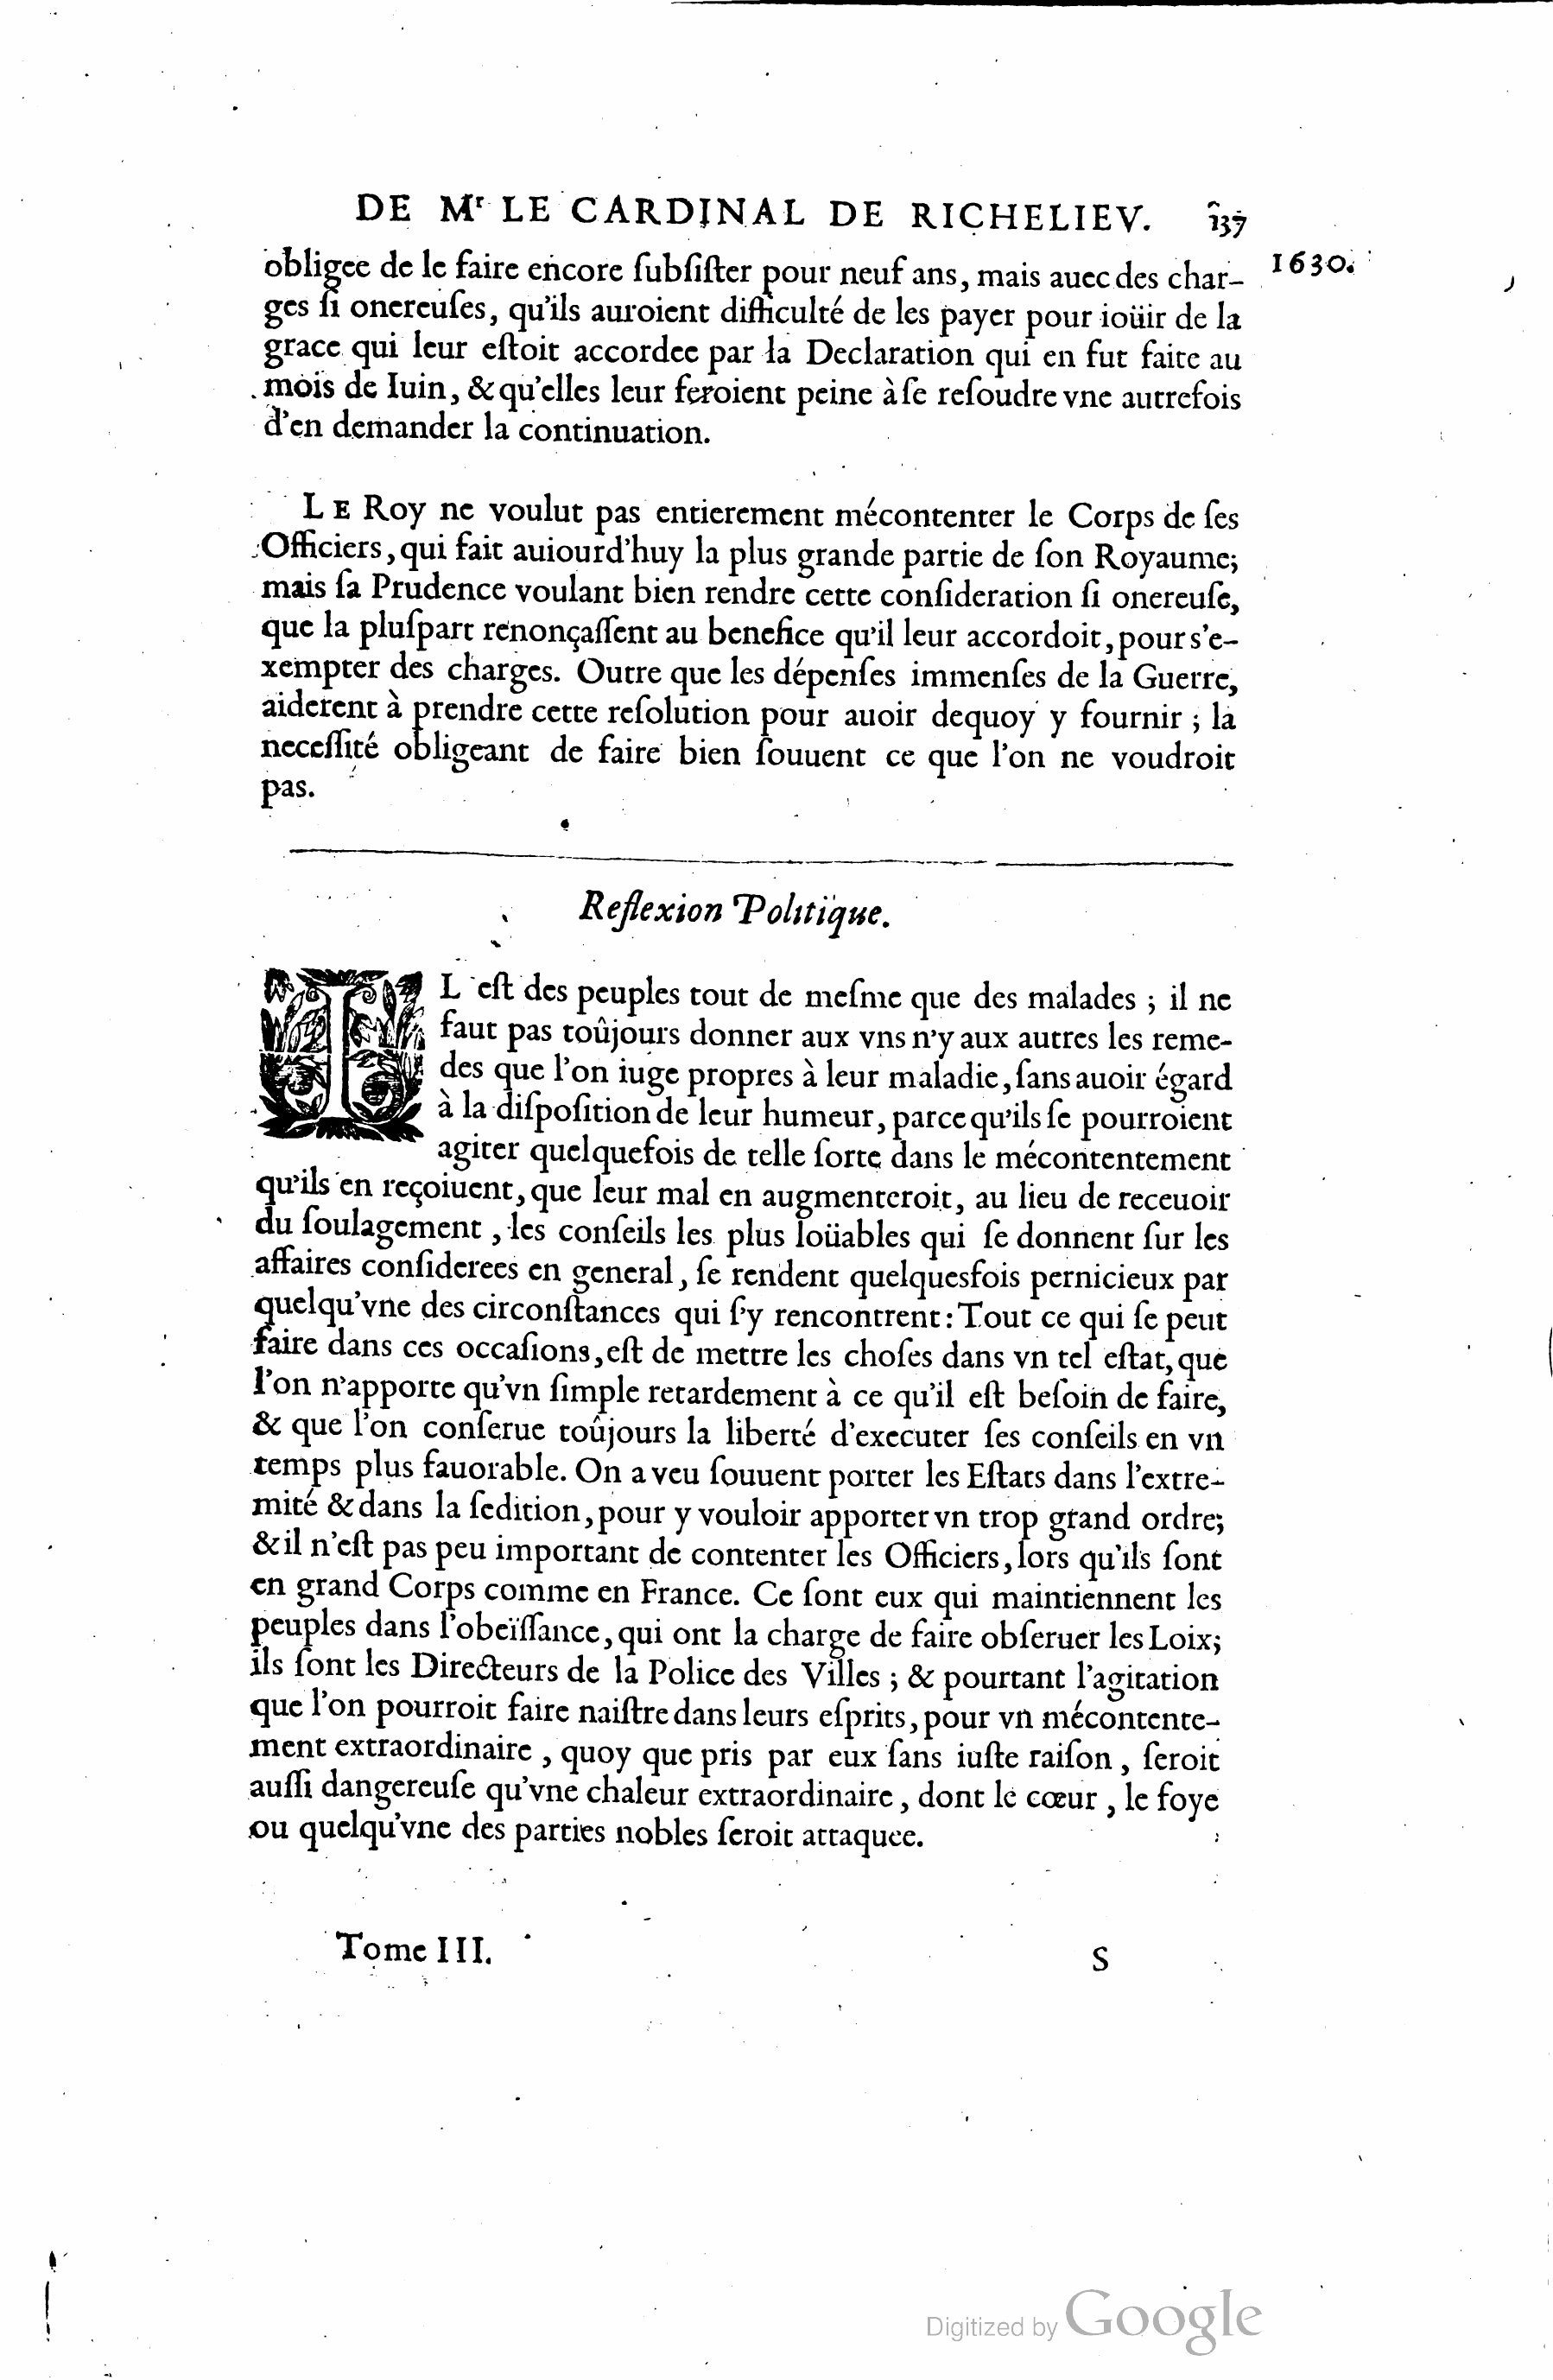 DE Mr LE CARDINAL DE RICHELIEV. 137
1630.
obligee de le faire encore ſubſiſter pour neuf ans, mais auec des char-
ges ſi onereuſes, qu'ils auroient difficulté de les payer pour ioüir de la
grace qui leur eſtoit accordee par la Declaration qui en fut faite au
mois de Iuin, & qu'elles leur feroient peine à ſe reſoudre vne autrefois
d'en demander la continuation.
LE Roy ne voulut pas entierement mécontenter le Corps de ſes
Officiers, qui fait auiourd'huy la plus grande partie de ſon Royaume;
mais ſa Prudence voulant bien rendre cette conſideration ſi onereuſe,
que la pluſpart renonçaſſent au benefice qu'il leur accordoit, pour s'e-
xempter des charges. Outre que les dépenſes immenſes de la Guerre,
aiderent à prendre cette reſolution pour auoir dequoy y fournir ; la
neceſſité obligeant de faire bien ſouuent ce que l'on ne voudroit
pas.
Reflexion Politique.
IL eſt des peuples tout de meſme que des malades ; il ne
faut pas toûjours donner aux vns n'y aux autres les reme-
des que l'on iuge propres à leur maladie, ſans auoir égard
à la diſpoſition de leur humeur, parce qu'ils ſe pourroient
agiter quelquefois de telle ſorte dans le mécontentement
qu'ils en reçoiuent, que leur mal en augmenteroit, au lieu de receuoir
du ſoulagement , les conſeils les plus loüables qui ſe donnent ſur les
affaires conſiderees en general, ſe rendent quelquesfois pernicieux par
quelqu'vne des circonſtances qui ſ'y rencontrent : Tout ce qui ſe peut
faire dans ces occaſions, eſt de mettre les choſes dans vn tel eſtat, que
l'on n'apporte qu'vn ſimple retardement à ce qu'il eſt beſoin de faire,
& que l'on conſerue toûjours la liberté d'executer ſes conſeils en vn
temps plus fauorable. On a veu ſouuent porter les Eſtats dans l'extre-
mité & dans la ſedition, pour y vouloir apporter vn trop grand ordre;
& il n'eſt pas peu important de contenter les Officiers, lors qu'ils ſont
en grand Corps comme en France. Ce ſont eux qui maintiennent les
peuples dans l'obeïſſance, qui ont la charge de faire obſeruer les Loix;
ils ſont les Directeurs de la Police des Villes ; & pourtant l'agitation
que l'on pourroit faire naiſtre dans leurs eſprits, pour vn mécontente-
ment extraordinaire , quoy que pris par eux ſans iuſte raiſon , ſeroit
auſſi dangereuſe qu'vne chaleur extraordinaire , dont le cœur , le foye
ou quelqu'vne des parties nobles ſeroit attaquee.
Tome III. S
Digitized by Google